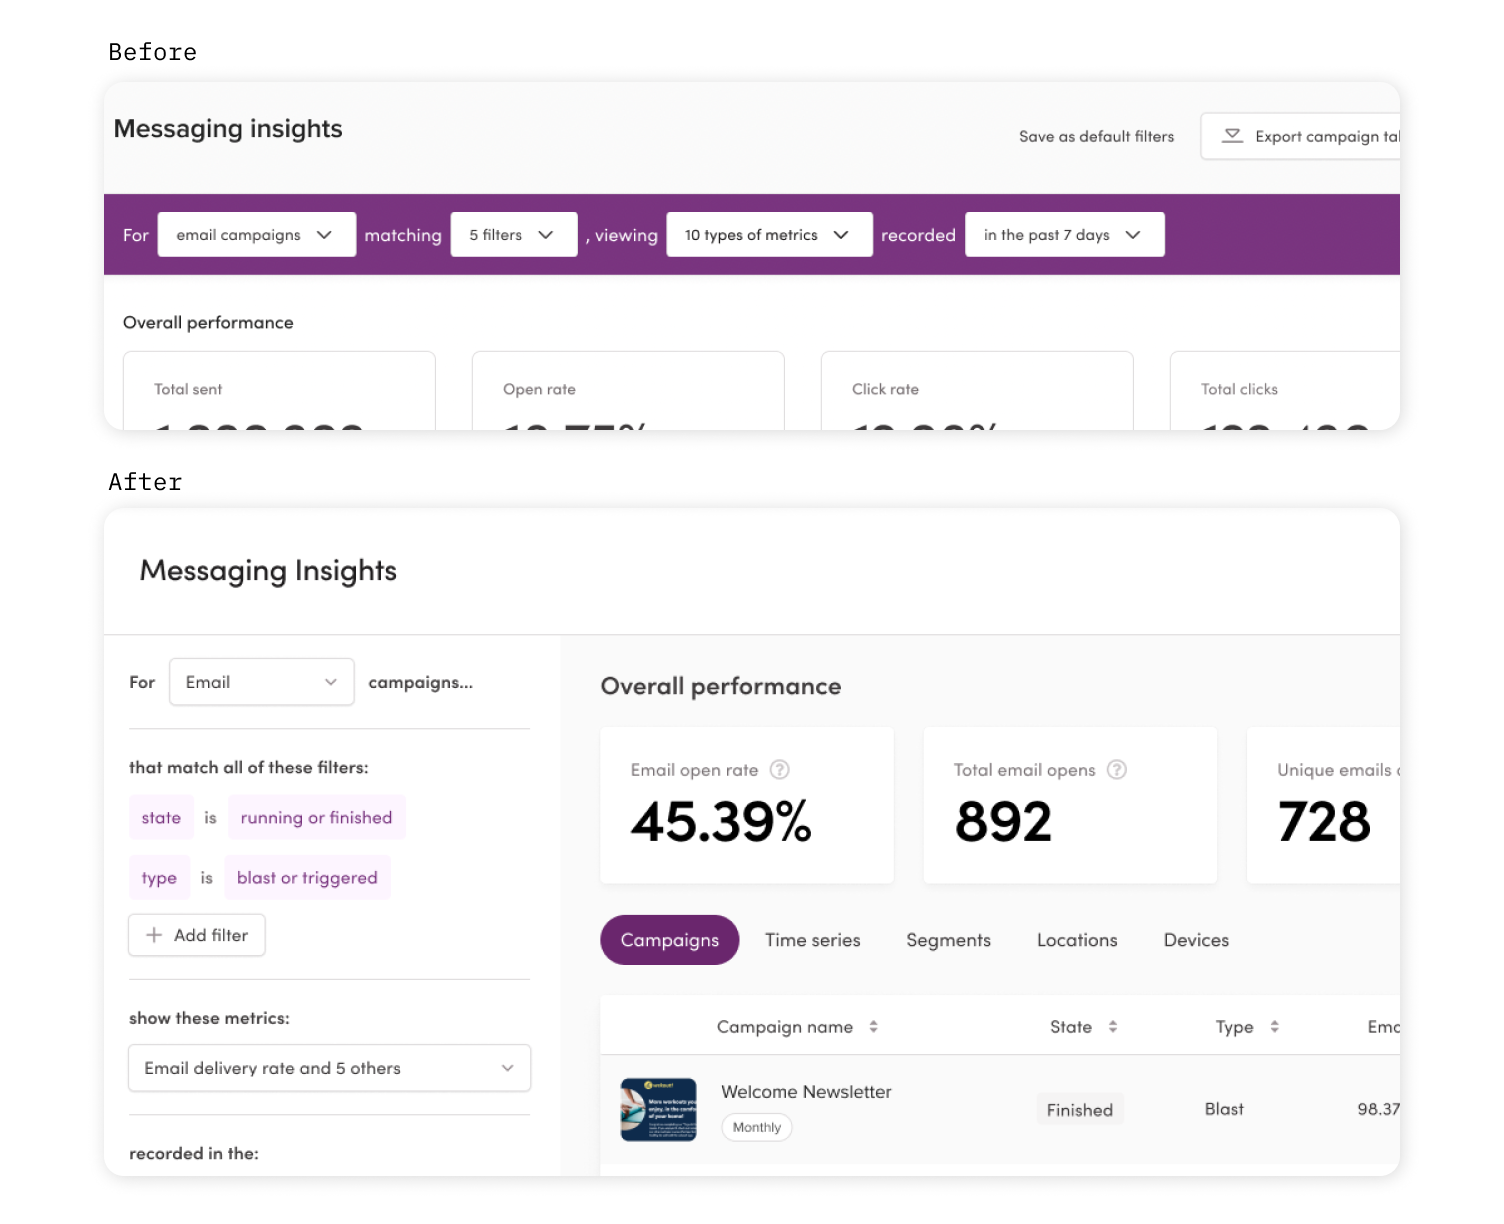 Before
Messaging insights
Save as default filters
Export campaign
For email campaigns matching 5 filters , viewing 10 types of metrics recorded in the past 7 days
Overall performance
Total sent
Open rate
Click rate
Total clicks
After
Messaging Insights
For Email campaigns...
that match all of these filters:
state is running or finished
type is blast or triggered
Add filter
show these metrics:
Email delivery rate and 5 others
recorded in the:
Overall performance
Email open rate ?
45.39%
Total email opens ?
892
Unique emails
728
Campaigns Time series Segments Locations Devices
Campaign name State Type
Welcome Newsletter
Monthly
Finished
Blast
98.37